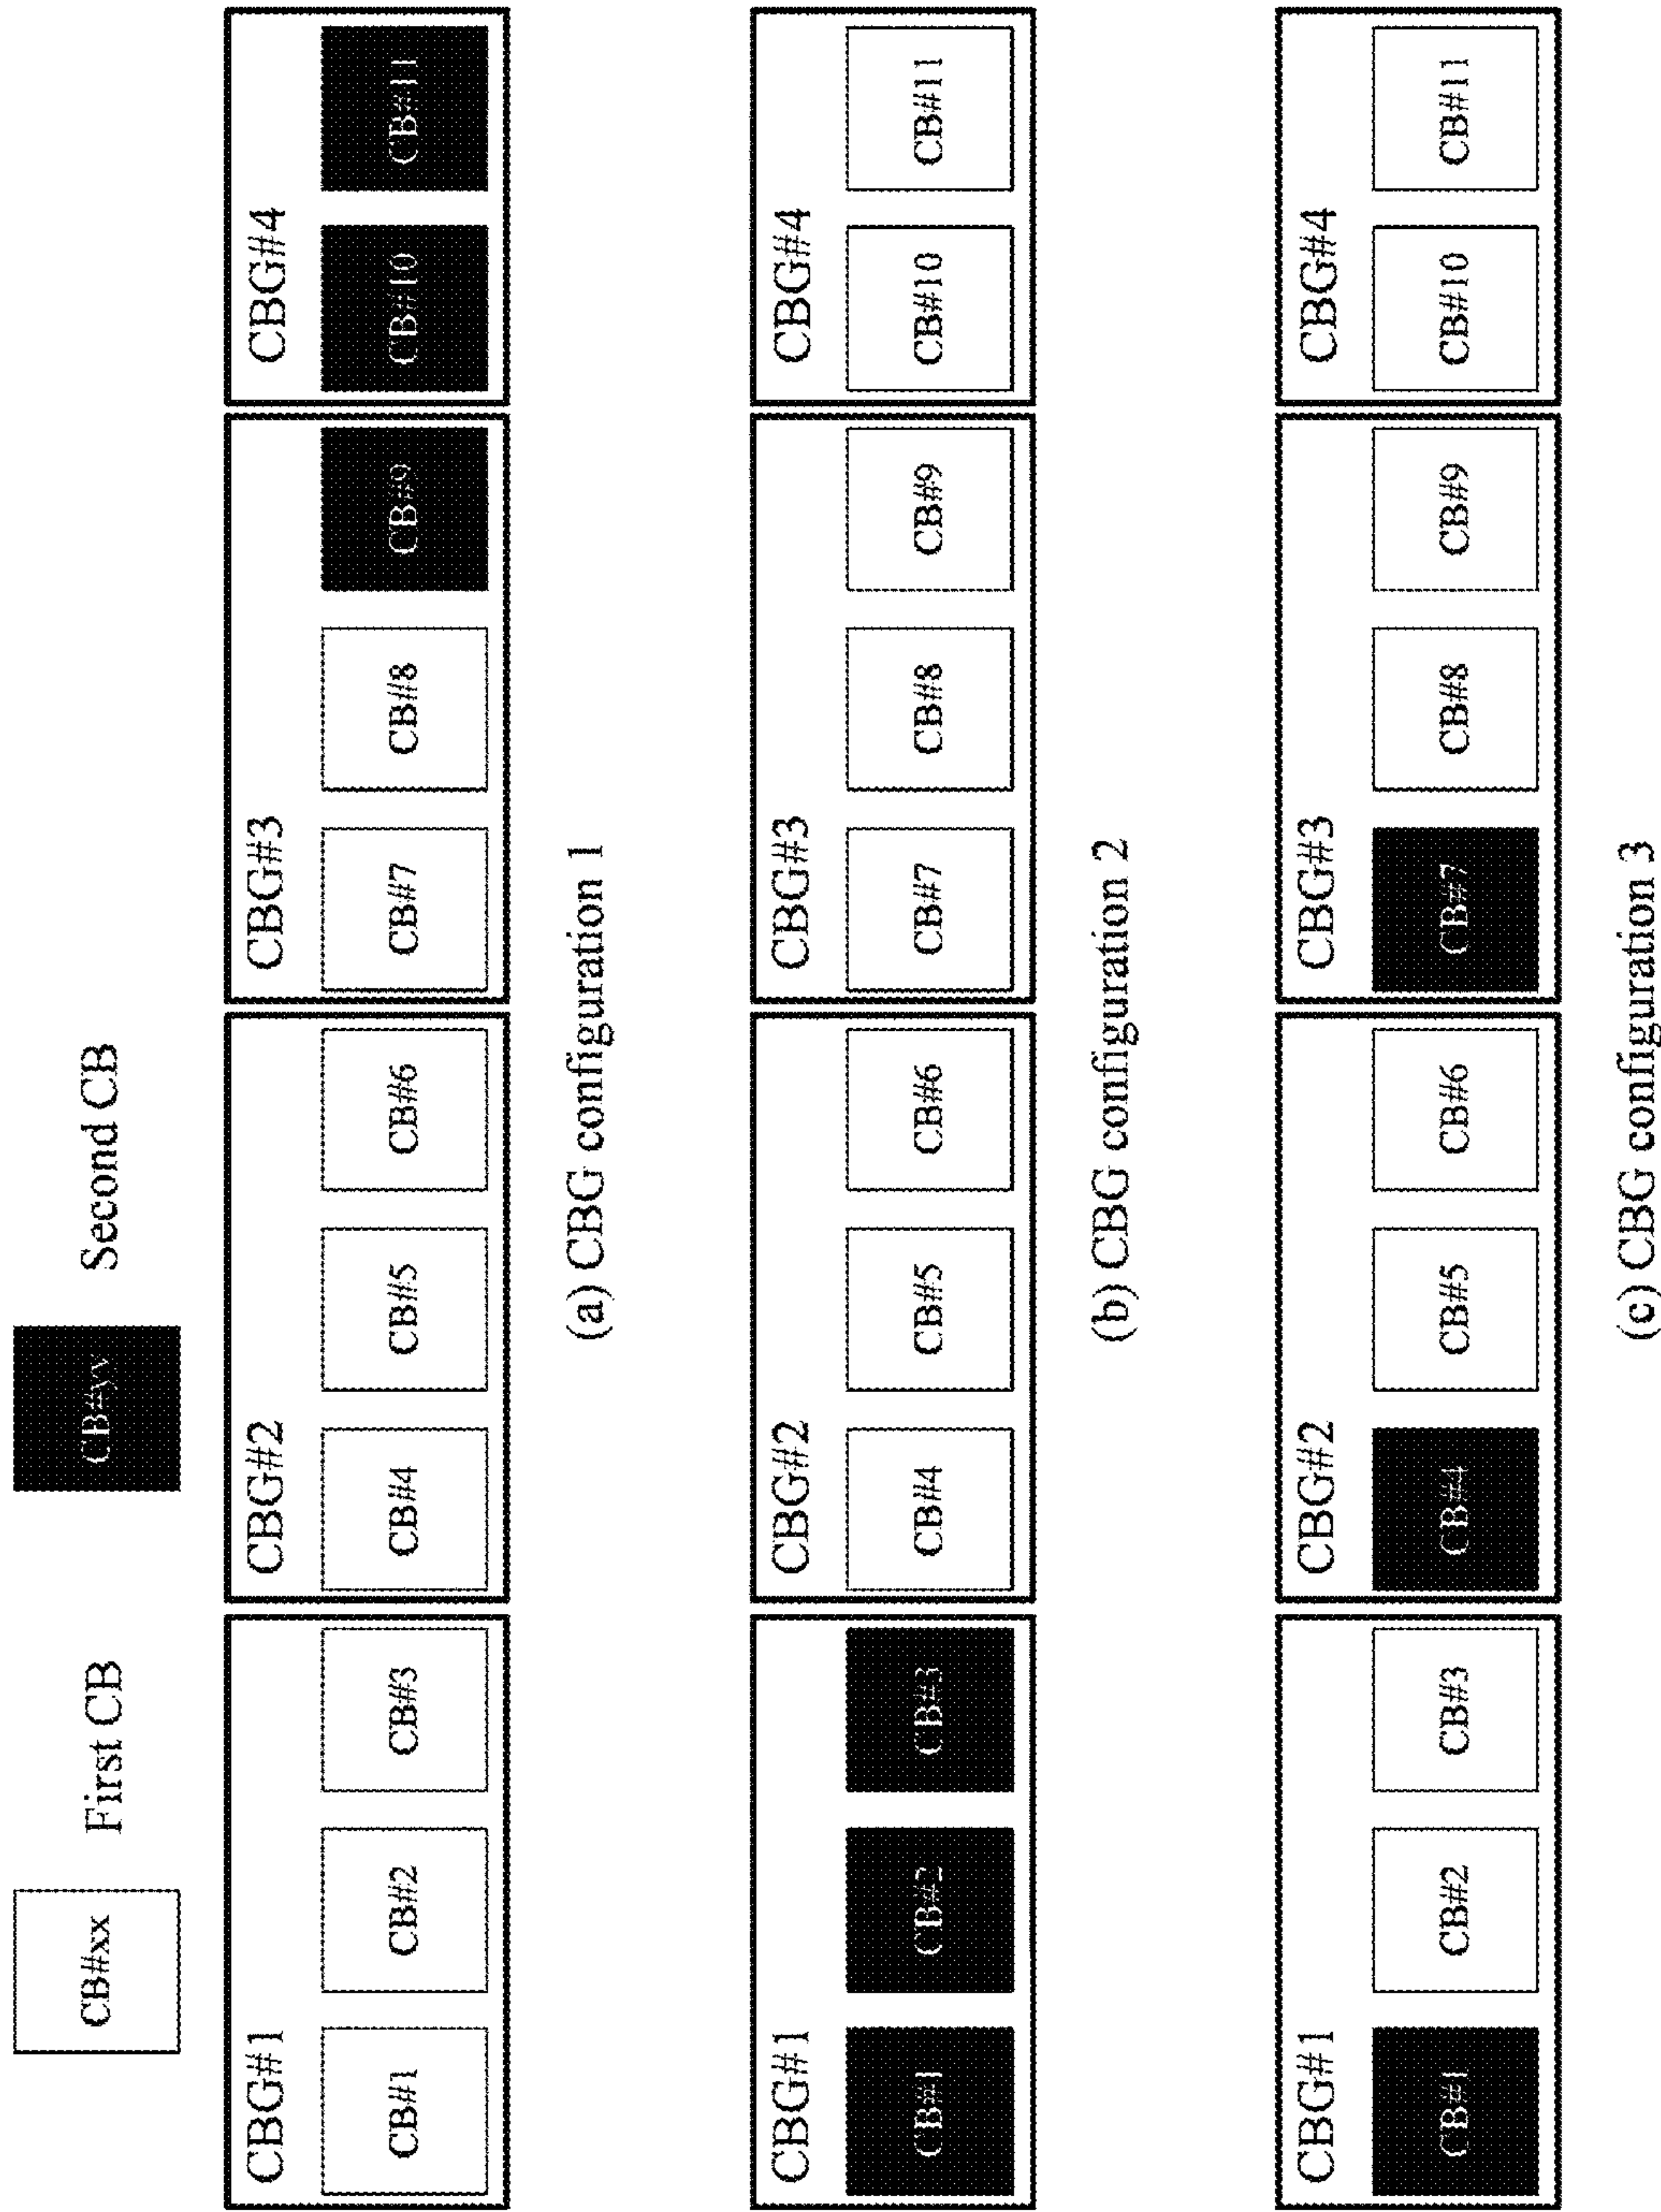 CB#xx First CB CB#yy Second CB
CBG#1 CBG#2 CBG#3 CBG#4
CB#1 CB#2 CB#3 CB#4 CB#5 CB#6 CB#7 CB#8 CB#9 CB#10 CB#11
(a) CBG configuration 1
CBG#1 CBG#2 CBG#3 CBG#4
CB#1 CB#2 CB#3 CB#4 CB#5 CB#6 CB#7 CB#8 CB#9 CB#10 CB#11
(b) CBG configuration 2
CBG#1 CBG#2 CBG#3 CBG#4
CB#1 CB#2 CB#3 CB#4 CB#5 CB#6 CB#7 CB#8 CB#9 CB#10 CB#11
(c) CBG configuration 3